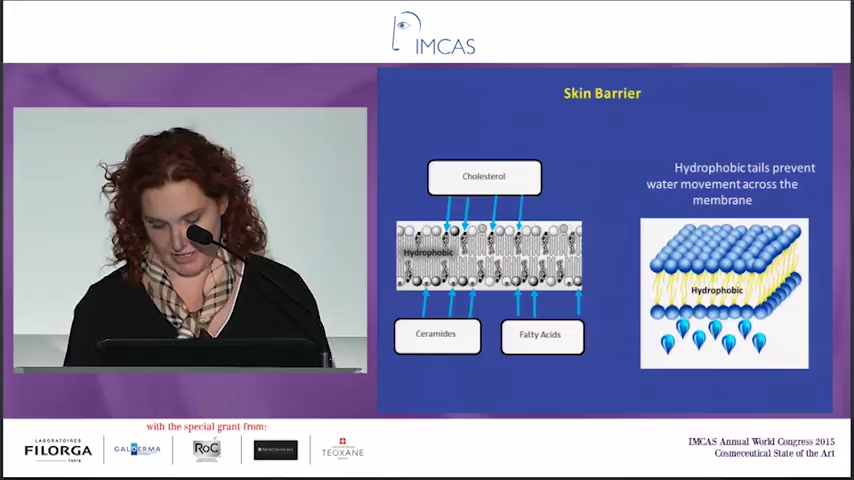 IMCAS
Skin Barrier
Cholesterol
Hydrophobic tails prevent
water movement across the
membrane
Hydrophobic
Hydrophobic
Ceramides
Fatty Acids
with the special grant from:
LABORATOIRES
FILORGA
PARIS
GALDERMA
RoC
TEOXANE
IMCAS Annual World Congress 2015
Cosmeceutical State of the Art